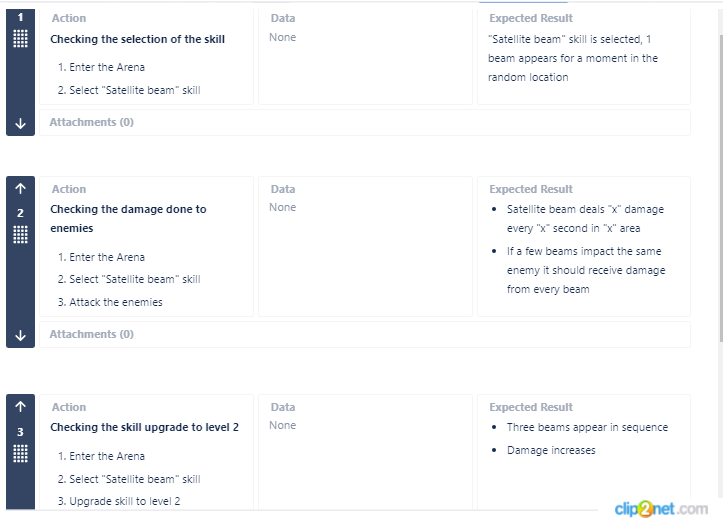 1
Action
Data
Expected Result
Checking the selection of the skill
None
"Satellite beam" skill is selected, 1
beam appears for a moment in the
random location
1. Enter the Arena
2. Select "Satellite beam" skill
Attachments (0)
2
Action
Data
Expected Result
Checking the damage done to
enemies
None
• Satellite beam deals "x" damage
every "x" second in "x" area
• If a few beams impact the same
enemy it should receive damage
from every beam
1. Enter the Arena
2. Select "Satellite beam" skill
3. Attack the enemies
Attachments (0)
3
Action
Data
Expected Result
Checking the skill upgrade to level 2
None
• Three beams appear in sequence
• Damage increases
1. Enter the Arena
2. Select "Satellite beam" skill
3. Upgrade skill to level 2
clip2net.com